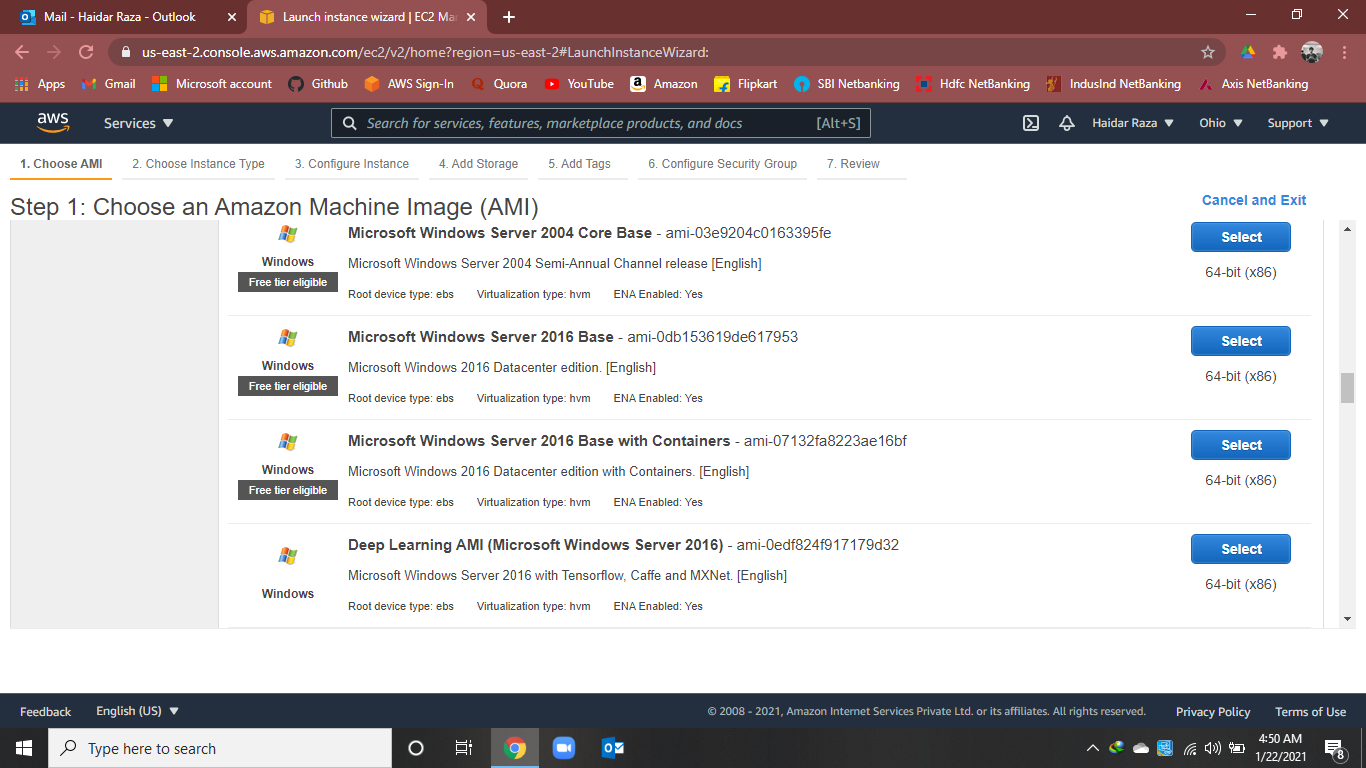 Mail - Haidar Raza - Outlook
Launch instance wizard | EC2 Ma
us-east-2.console.aws.amazon.com/ec2/v2/home?region=us-east-2#LaunchInstanceWizard:
Apps Gmail Microsoft account Github AWS Sign-In Quora YouTube Amazon Flipkart SBI Netbanking Hdfc NetBanking IndusInd NetBanking Axis NetBanking
aws Services Search for services, features, marketplace products, and docs [Alt+S] Haidar Raza Ohio Support
1. Choose AMI 2. Choose Instance Type 3. Configure Instance 4. Add Storage 5. Add Tags 6. Configure Security Group 7. Review
Step 1: Choose an Amazon Machine Image (AMI)
Cancel and Exit
Microsoft Windows Server 2004 Core Base - ami-03e9204c0163395fe
Select
Windows
Free tier eligible
Microsoft Windows Server 2004 Semi-Annual Channel release [English]
64-bit (x86)
Root device type: ebs Virtualization type: hvm ENA Enabled: Yes
Microsoft Windows Server 2016 Base - ami-0db153619de617953
Select
Windows
Free tier eligible
Microsoft Windows 2016 Datacenter edition. [English]
64-bit (x86)
Root device type: ebs Virtualization type: hvm ENA Enabled: Yes
Microsoft Windows Server 2016 Base with Containers - ami-07132fa8223ae16bf
Select
Windows
Free tier eligible
Microsoft Windows 2016 Datacenter edition with Containers. [English]
64-bit (x86)
Root device type: ebs Virtualization type: hvm ENA Enabled: Yes
Deep Learning AMI (Microsoft Windows Server 2016) - ami-0edf824f917179d32
Select
Windows
Microsoft Windows Server 2016 with Tensorflow, Caffe and MXNet. [English]
64-bit (x86)
Root device type: ebs Virtualization type: hvm ENA Enabled: Yes
Feedback English (US) © 2008 - 2021, Amazon Internet Services Private Ltd. or its affiliates. All rights reserved. Privacy Policy Terms of Use
Type here to search
4:50 AM
1/22/2021
8